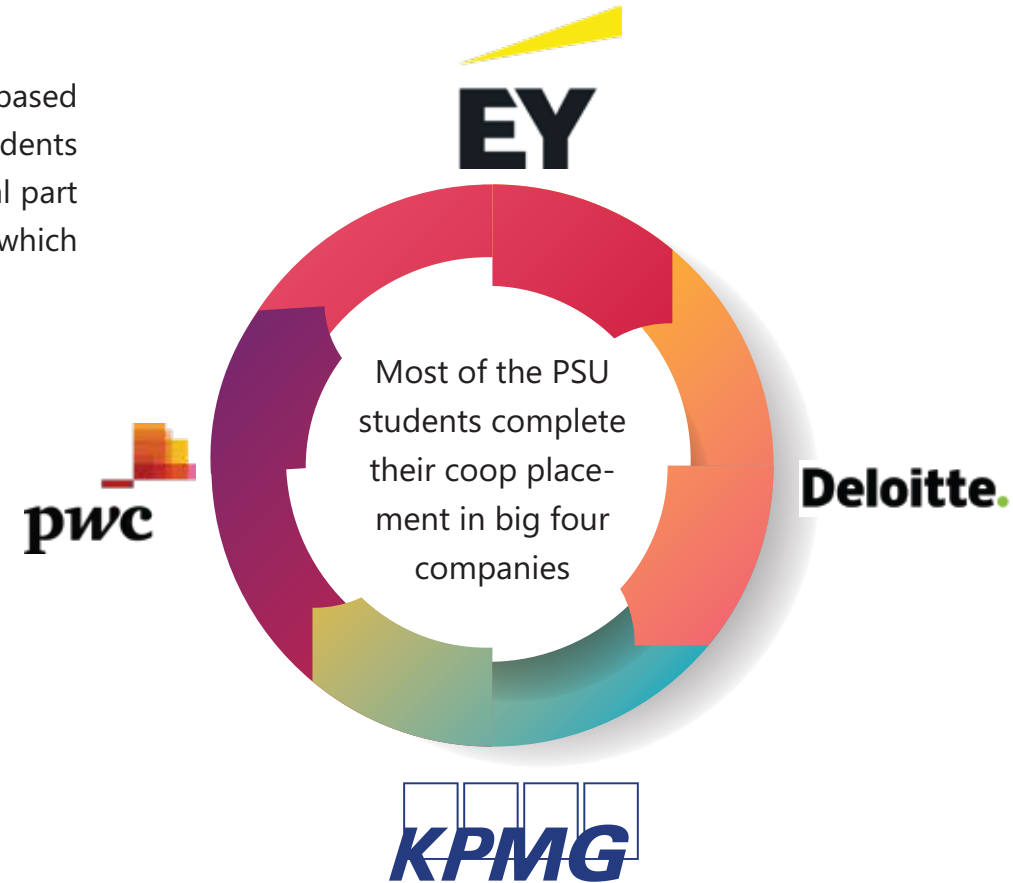 based
dents
l part
which
EY
Most of the PSU
students complete
their coop place-
ment in big four
companies
pwc
Deloitte.
KPMG